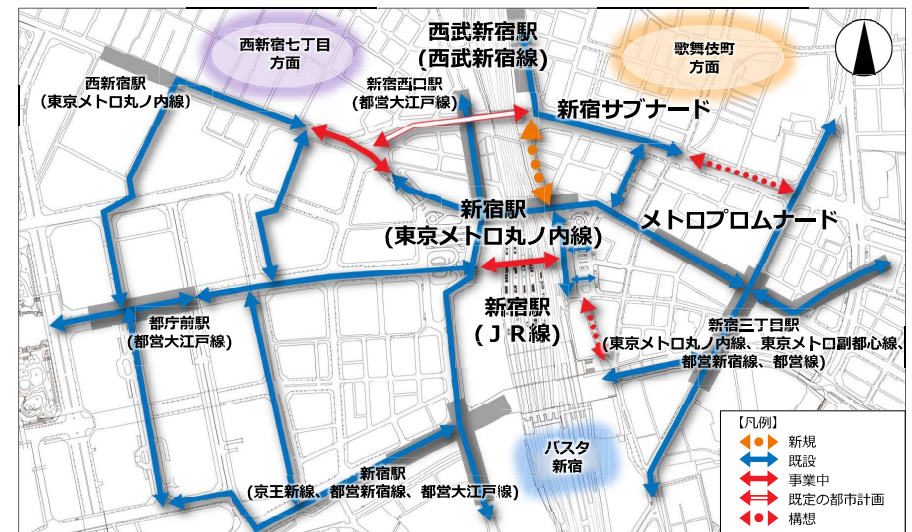 西新宿七丁目
方面
西武新宿駅
(西武新宿線)
歌舞伎町
方面
西新宿駅
(東京メトロ丸ノ内線)
新宿西口駅
(都営大江戸線)
新宿サブナード
新宿駅
(東京メトロ丸ノ内線)
メトロプロムナード
新宿駅
(ＪＲ線)
都庁前駅
(都営大江戸線)
新宿三丁目駅
(東京メトロ丸ノ内線、東京メトロ副都心線、
都営新宿線、都営線)
バスタ
新宿
新宿駅
(京王新線、都営新宿線、都営大江戸線)
【凡例】
新規
既設
事業中
既定の都市計画
構想